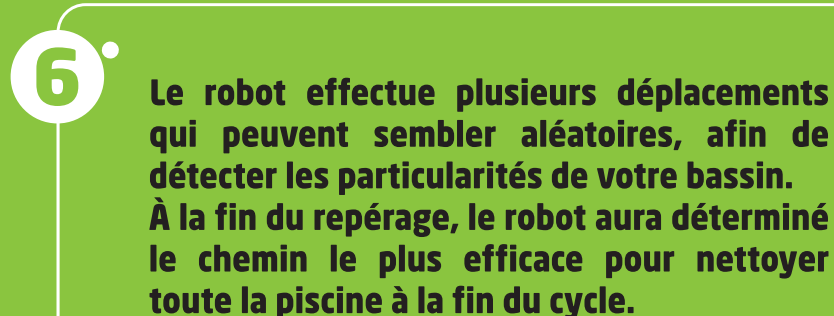 6
Le robot effectue plusieurs déplacements
qui peuvent sembler aléatoires, afin de
détecter les particularités de votre bassin.
À la fin du repérage, le robot aura déterminé
le chemin le plus efficace pour nettoyer
toute la piscine à la fin du cycle.